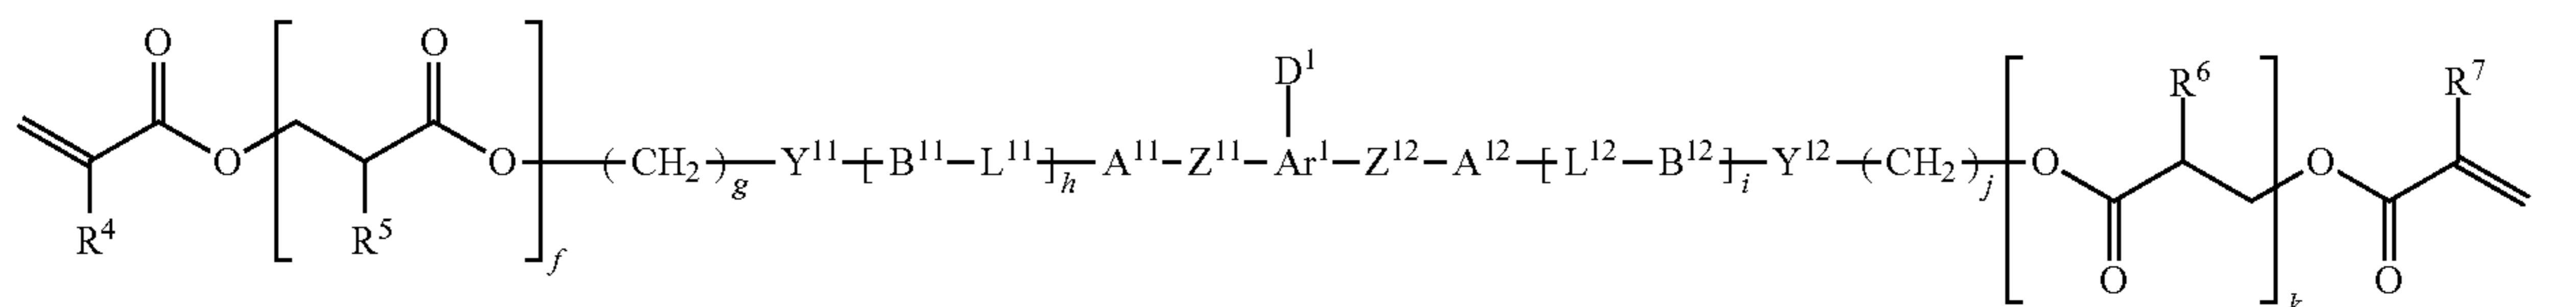 O O D¹ R⁶ R⁷
O O —(CH₂)g—Y¹¹—[B¹¹—L¹¹]h—A¹¹—Z¹¹—Ar¹—Z¹²—A¹²—[L¹²—B¹²]i—Y¹²—(CH₂)j— O O
R⁴ R⁵ f O k O